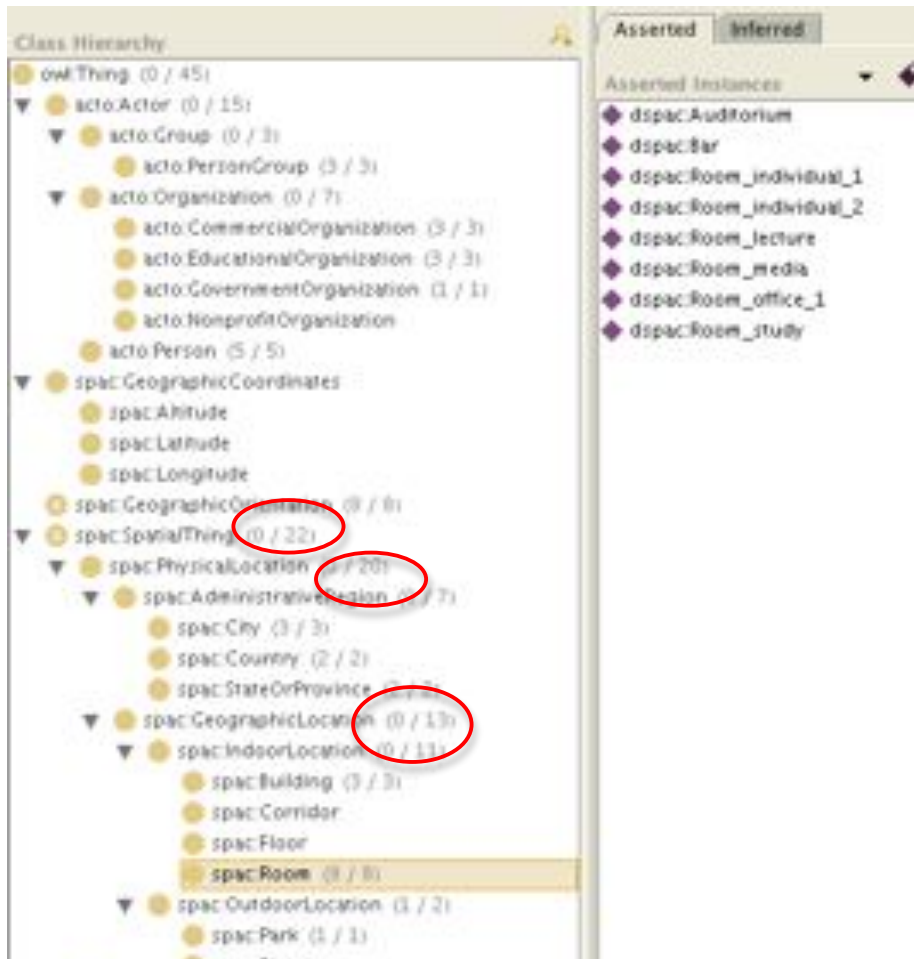 Class Hierarchy
owl:Thing (0 / 45)
acto:Actor (0 / 15)
acto:Group (0 / 3)
acto:PersonGroup (3 / 3)
acto:Organization (0 / 7)
acto:CommercialOrganization (3 / 3)
acto:EducationalOrganization (3 / 3)
acto:GovernmentOrganization (1 / 1)
acto:NonprofitOrganization
acto:Person (5 / 5)
spac:GeographicCoordinates
spac:Altitude
spac:Latitude
spac:Longitude
spac:GeographicOrientation (8 / 8)
spac:SpatialThing (0 / 22)
spac:PhysicalLocation / 20)
spac:AdministrativeRegion / 7)
spac:City (3 / 3)
spac:Country (2 / 2)
spac:StateOrProvince (2 / 2)
spac:GeographicLocation (0 / 13)
spac:IndoorLocation (0 / 11)
spac:Building (3 / 3)
spac:Corridor
spac:Floor
spac:Room (8 / 8)
spac:OutdoorLocation (1 / 2)
spac:Park (1 / 1)
Asserted Inferred
Asserted Instances
dspac:Auditorium
dspac:Bar
dspac:Room_individual_1
dspac:Room_individual_2
dspac:Room_lecture
dspac:Room_media
dspac:Room_office_1
dspac:Room_study